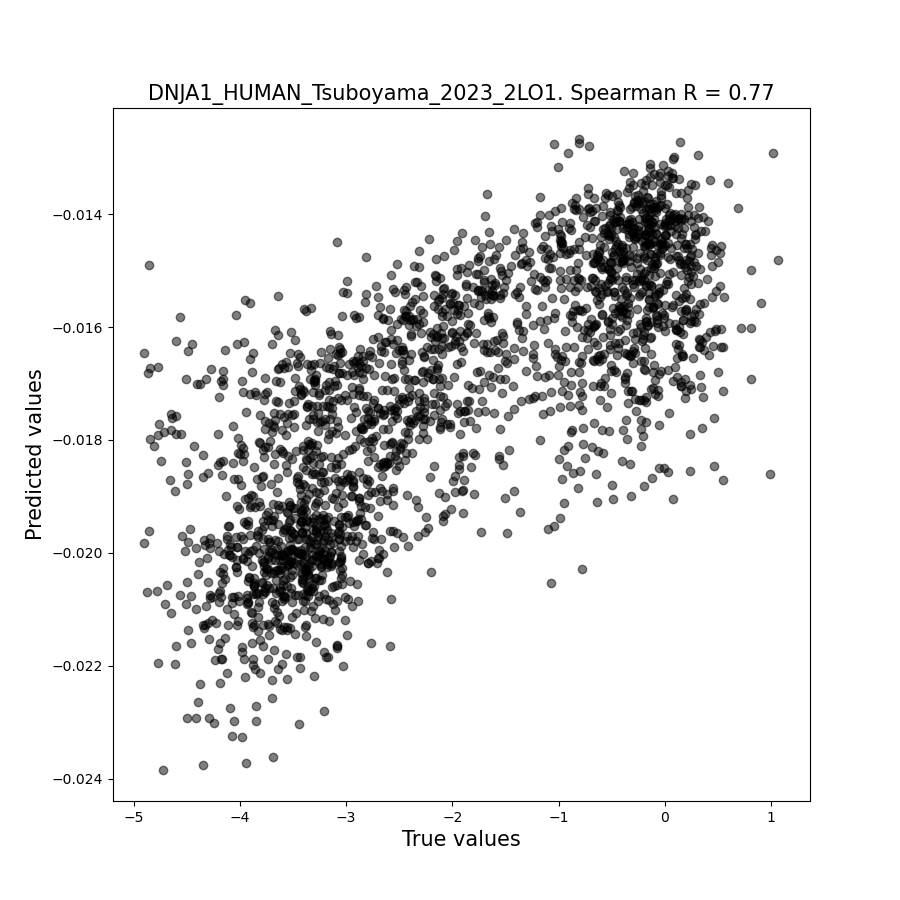 DNJA1_HUMAN_Tsuboyama_2023_2LO1. Spearman R = 0.77
Predicted values
−0.014
−0.016
−0.018
−0.020
−0.022
−0.024
−5 −4 −3 −2 −1 0 1
True values